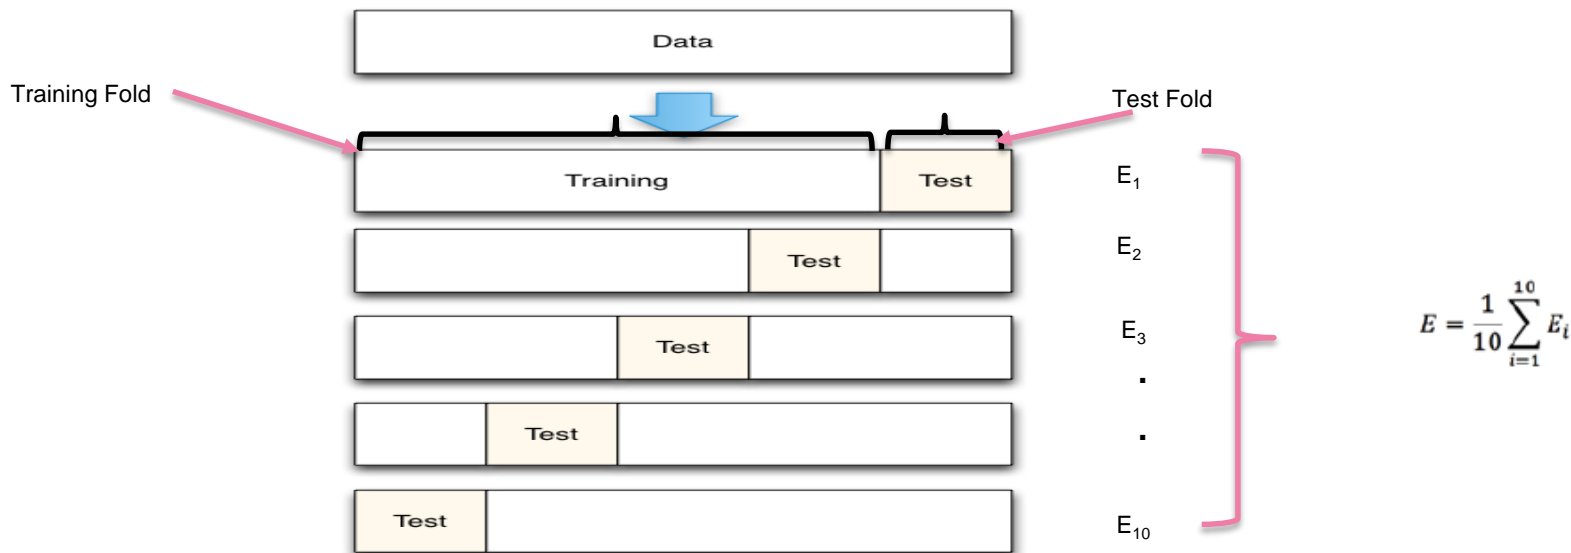 Data
Training Fold
Test Fold
Training
Test
E₁
Test
E₂
Test
E₃
.
Test
.
Test
E₁₀
E = 1/10 ∑_{i=1}^{10} Eᵢ